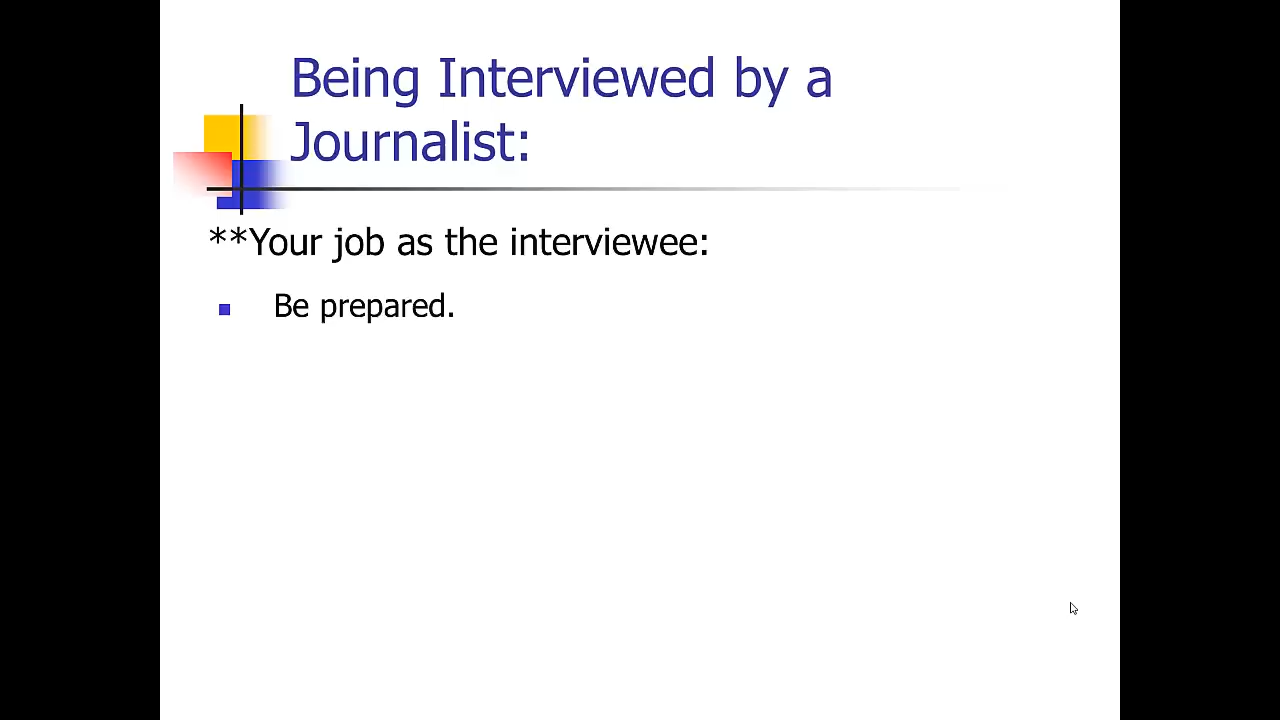 Being Interviewed by a
Journalist:
**Your job as the interviewee:
Be prepared.